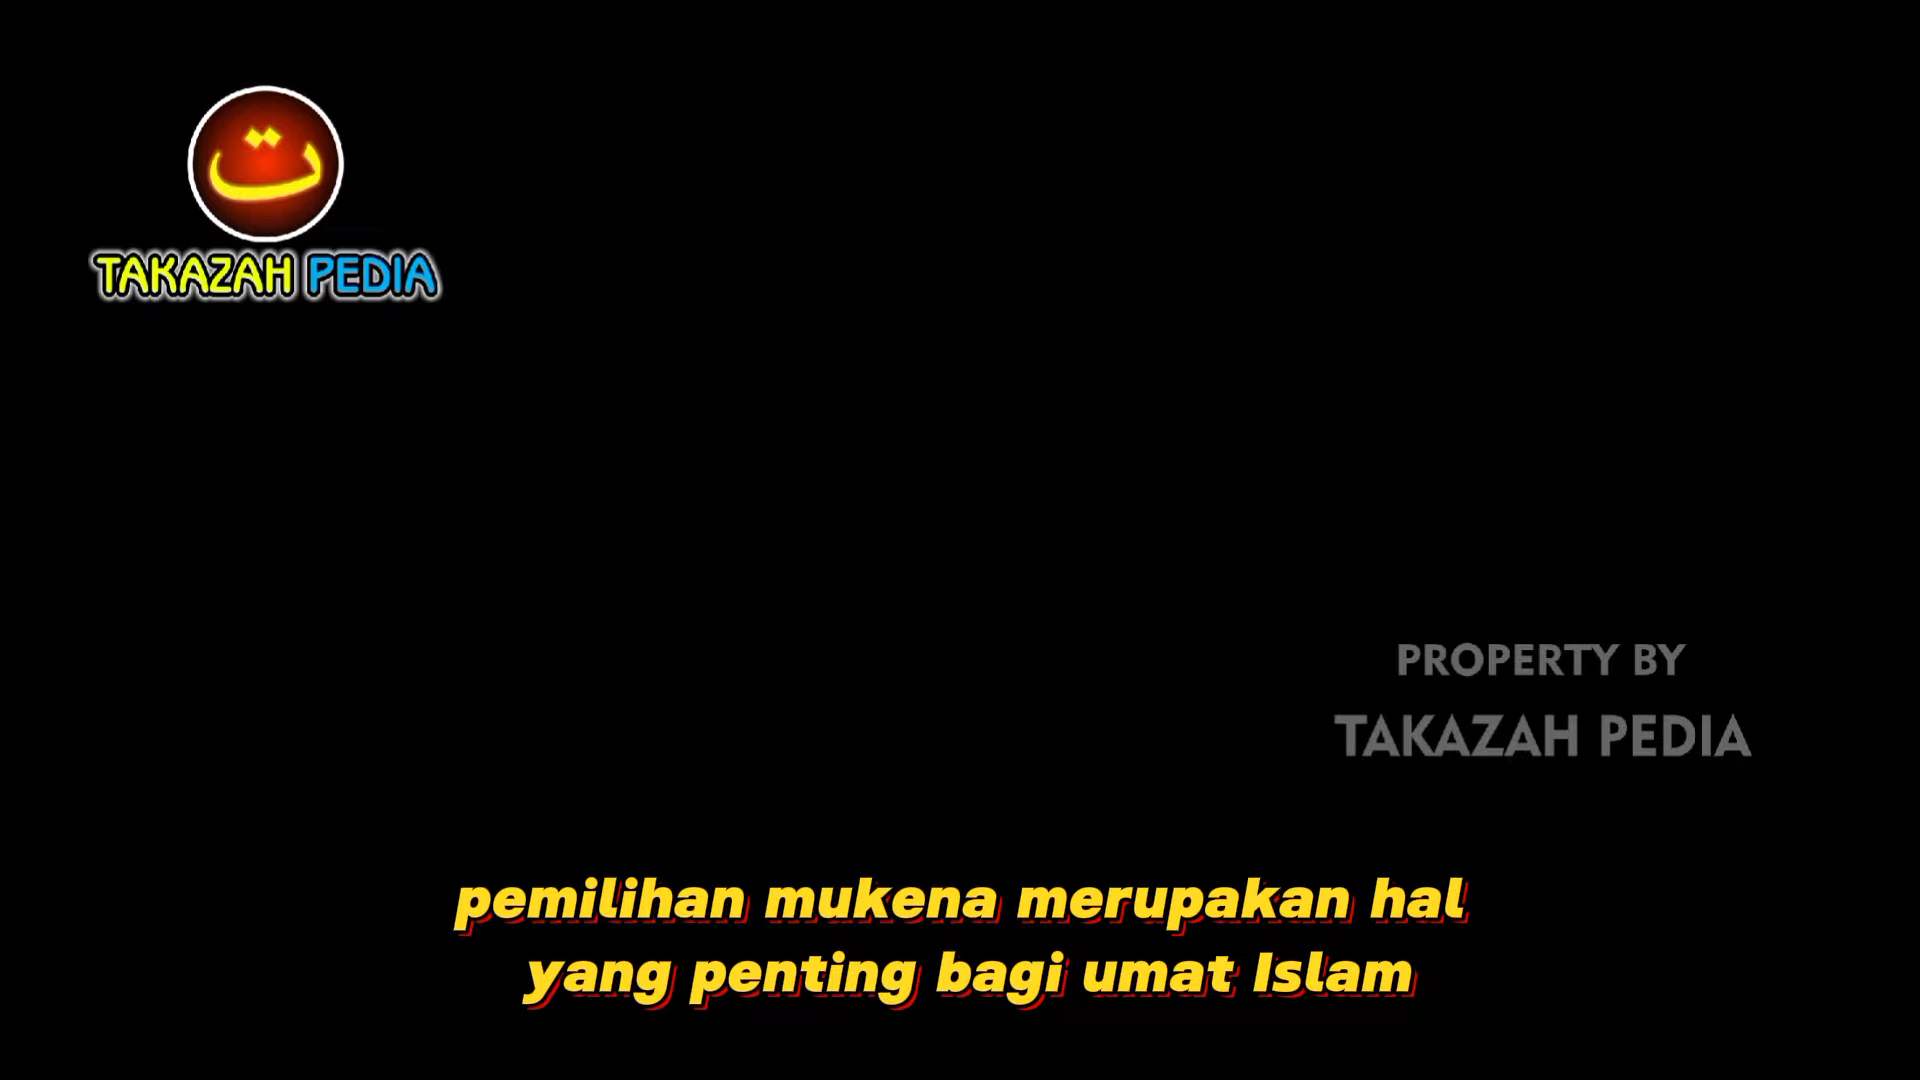 ت
TAKAZAH PEDIA
PROPERTY BY
TAKAZAH PEDIA
pemilihan mukena merupakan hal
yang penting bagi umat Islam